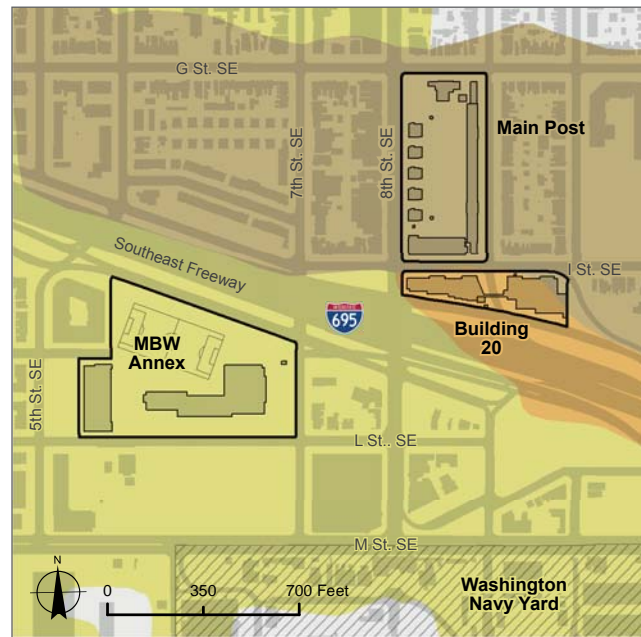 G St. SE
Main Post
7th St. SE
8th St. SE
Southeast Freeway
I St. SE
695
Building
20
MBW
Annex
5th St. SE
L St.. SE
M St. SE
N
0 350 700 Feet
Washington
Navy Yard